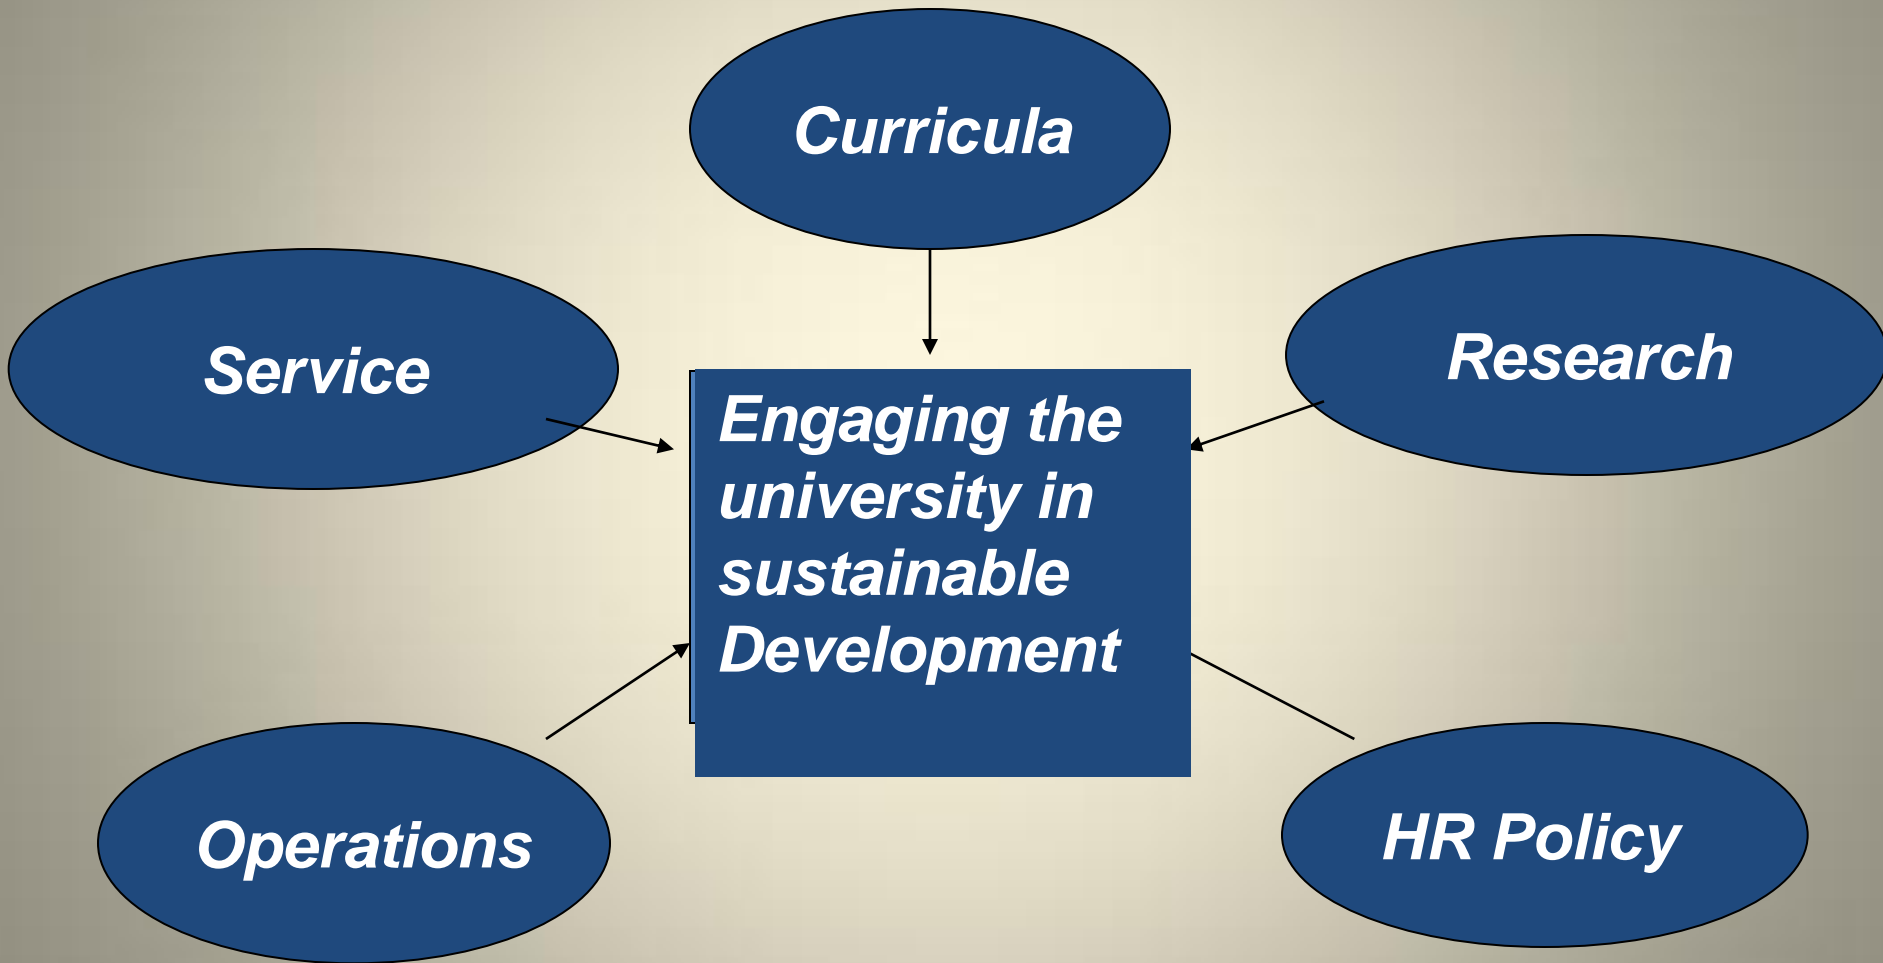 Curricula
Service
Research
Engaging the
university in
sustainable
Development
Operations
HR Policy